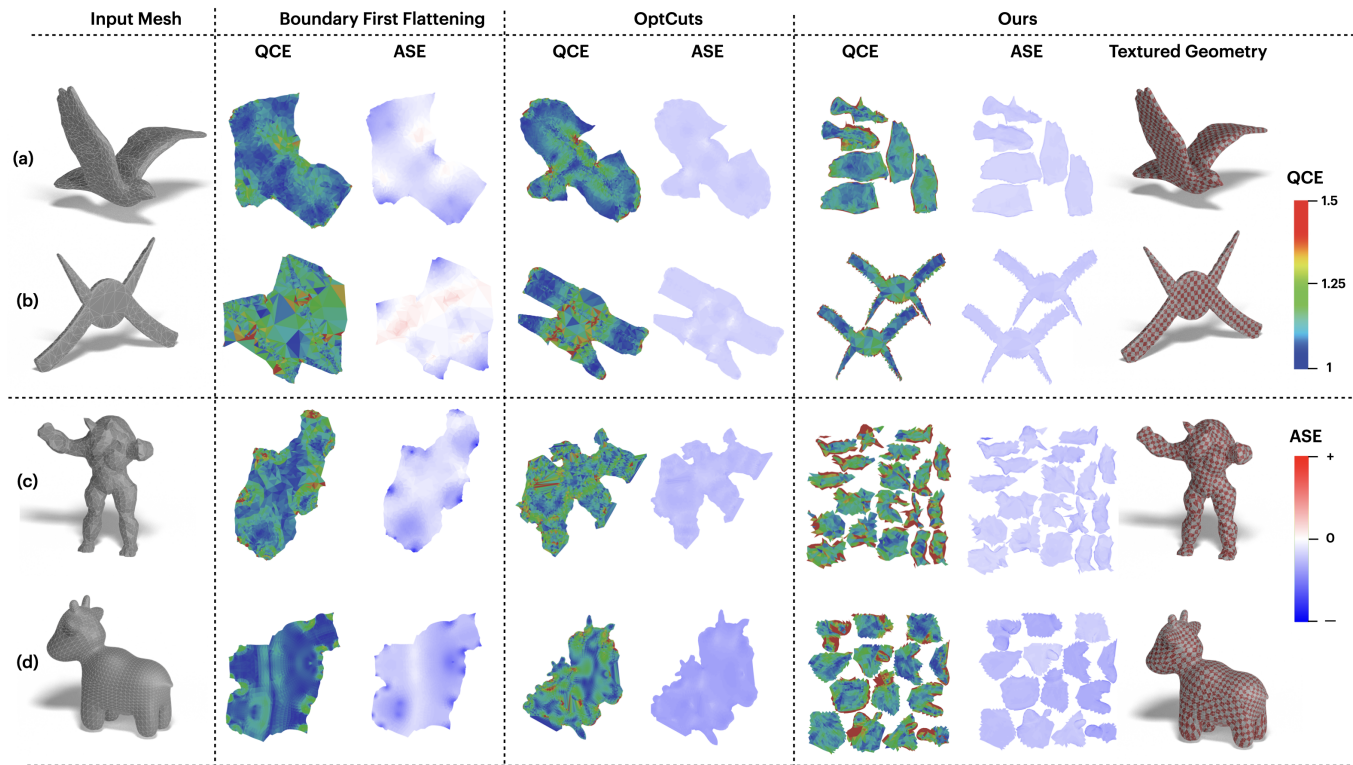 Input Mesh Boundary First Flattening OptCuts Ours
QCE ASE QCE ASE QCE ASE Textured Geometry
(a)
QCE
1.5
(b)
1.25
1
(c)
ASE
+
0
(d)
—